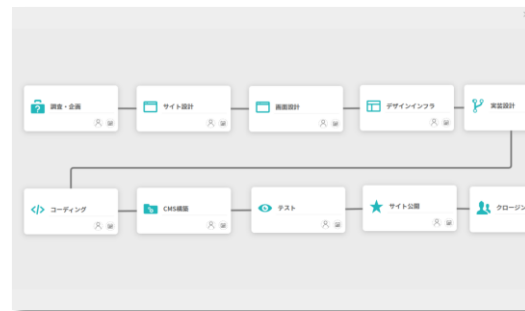 調査・企画
サイト設計
画面設計
デザインインフラ
実装設計
コーディング
CMS構築
テスト
サイト公開
クロージン